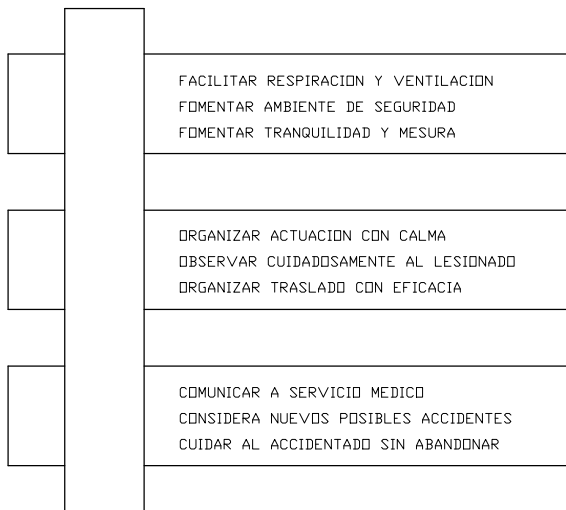 FACILITAR RESPIRACION Y VENTILACION
FOMENTAR AMBIENTE DE SEGURIDAD
FOMENTAR TRANQUILIDAD Y MESURA
ORGANIZAR ACTUACION CON CALMA
OBSERVAR CUIDADOSAMENTE AL LESIONADO
ORGANIZAR TRASLADO CON EFICACIA
COMUNICAR A SERVICIO MEDICO
CONSIDERA NUEVOS POSIBLES ACCIDENTES
CUIDAR AL ACCIDENTADO SIN ABANDONAR